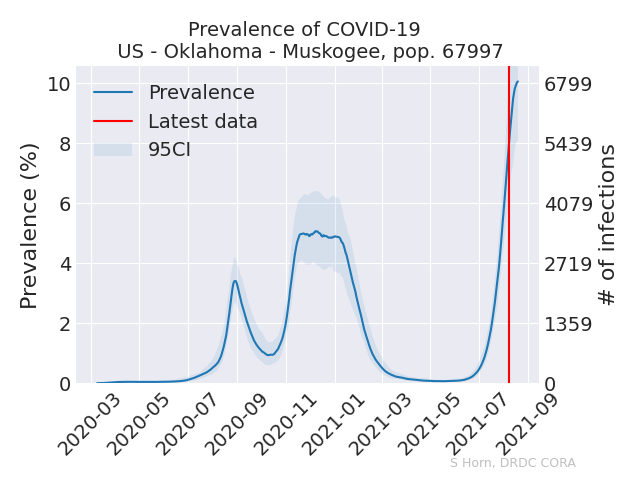 Prevalence of COVID-19
US - Oklahoma - Muskogee, pop. 67997
Prevalence
Latest data
95CI
Prevalence (%)
10
8
6
4
2
0
6799
5439
4079
2719
1359
0
# of infections
2020-03
2020-05
2020-07
2020-09
2020-11
2021-01
2021-03
2021-05
2021-07
2021-09
S Horn, DRDC CORA